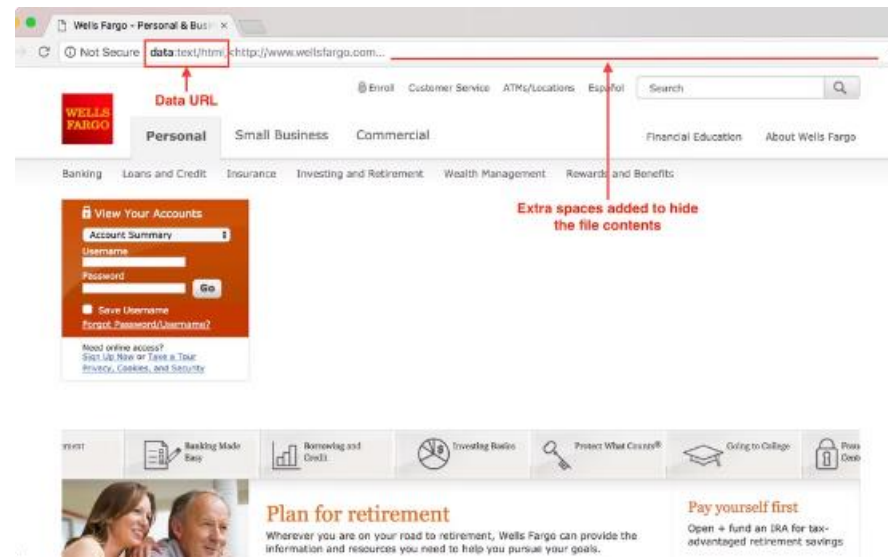 Wells Fargo - Personal & Busi ×
Not Secure data:text/html,<http://www.wellsfargo.com...
Data URL
Enroll Customer Service ATMs/Locations Español Search
WELLS
FARGO
Personal Small Business Commercial
Financial Education About Wells Fargo
Banking Loans and Credit Insurance Investing and Retirement Wealth Management Rewards and Benefits
Extra spaces added to hide
the file contents
View Your Accounts
Account Summary
Username
Password
Go
Save Username
Forgot Password/Username?
Need online access?
Sign Up Now or Take a Tour
Privacy, Cookies, and Security
Banking Made
Easy
Borrowing and
Credit
Investing Basics
Protect What Counts®
Going to College
Plan for retirement
Wherever you are on your road to retirement, Wells Fargo can provide the
information and resources you need to help you pursue your goals.
Pay yourself first
Open + fund an IRA for tax-
advantaged retirement savings